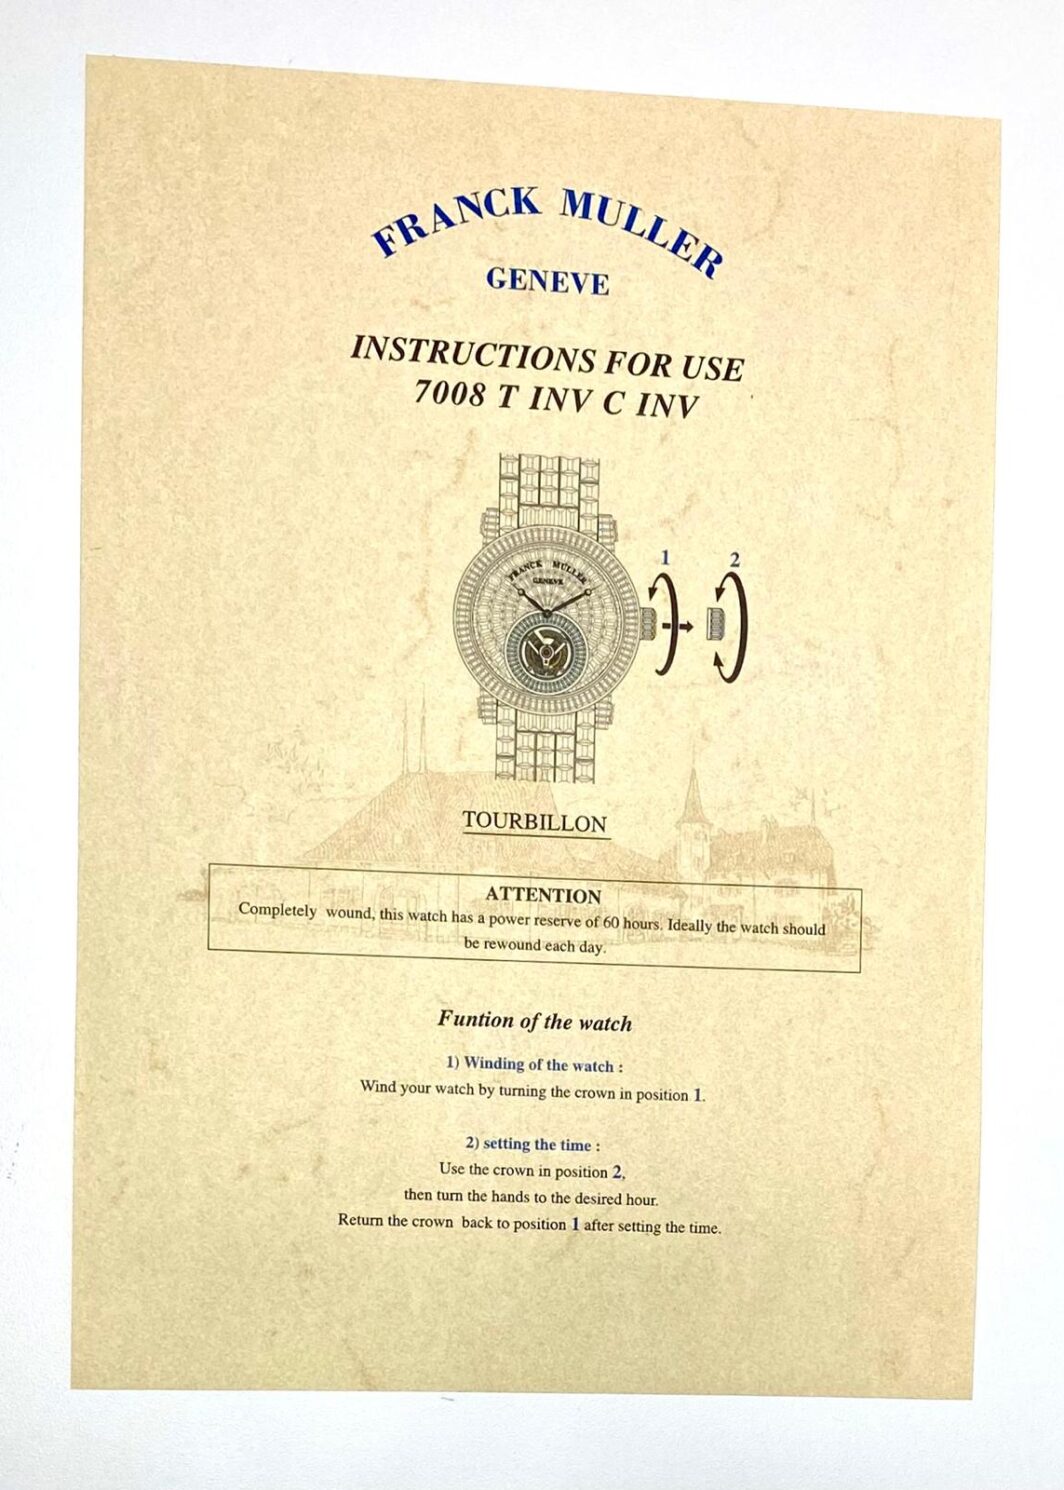 FRANCK MULLER
GENEVE
INSTRUCTIONS FOR USE
7008 T INV C INV
1 2
FRANCK MULLER
GENEVE
TOURBILLON
ATTENTION
Completely wound, this watch has a power reserve of 60 hours. Ideally the watch should
be rewound each day.
Funtion of the watch
1) Winding of the watch :
Wind your watch by turning the crown in position 1.
2) setting the time :
Use the crown in position 2,
then turn the hands to the desired hour.
Return the crown back to position 1 after setting the time.